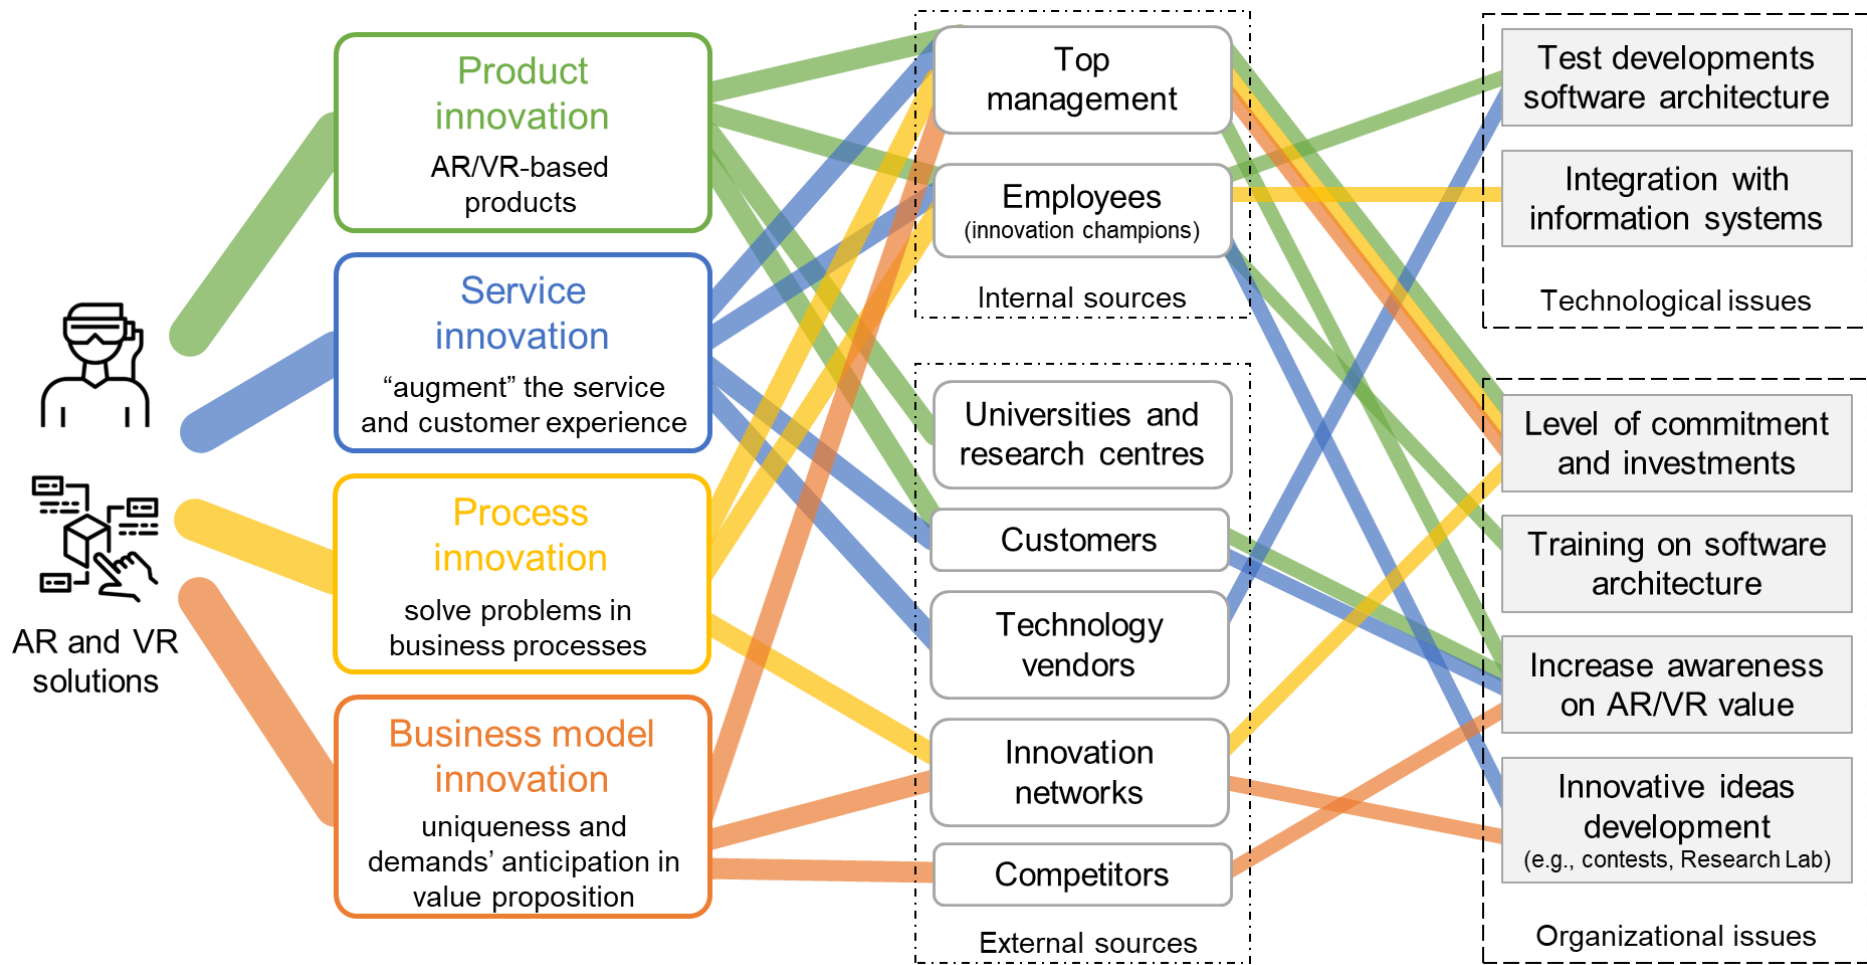 AR and VR
solutions
Product
innovation
AR/VR-based
products
Service
innovation
“augment” the service
and customer experience
Process
innovation
solve problems in
business processes
Business model
innovation
uniqueness and
demands’ anticipation in
value proposition
Top
management
Employees
(innovation champions)
Internal sources
Universities and
research centres
Customers
Technology
vendors
Innovation
networks
Competitors
External sources
Test developments
software architecture
Integration with
information systems
Technological issues
Level of commitment
and investments
Training on software
architecture
Increase awareness
on AR/VR value
Innovative ideas
development
(e.g., contests, Research Lab)
Organizational issues